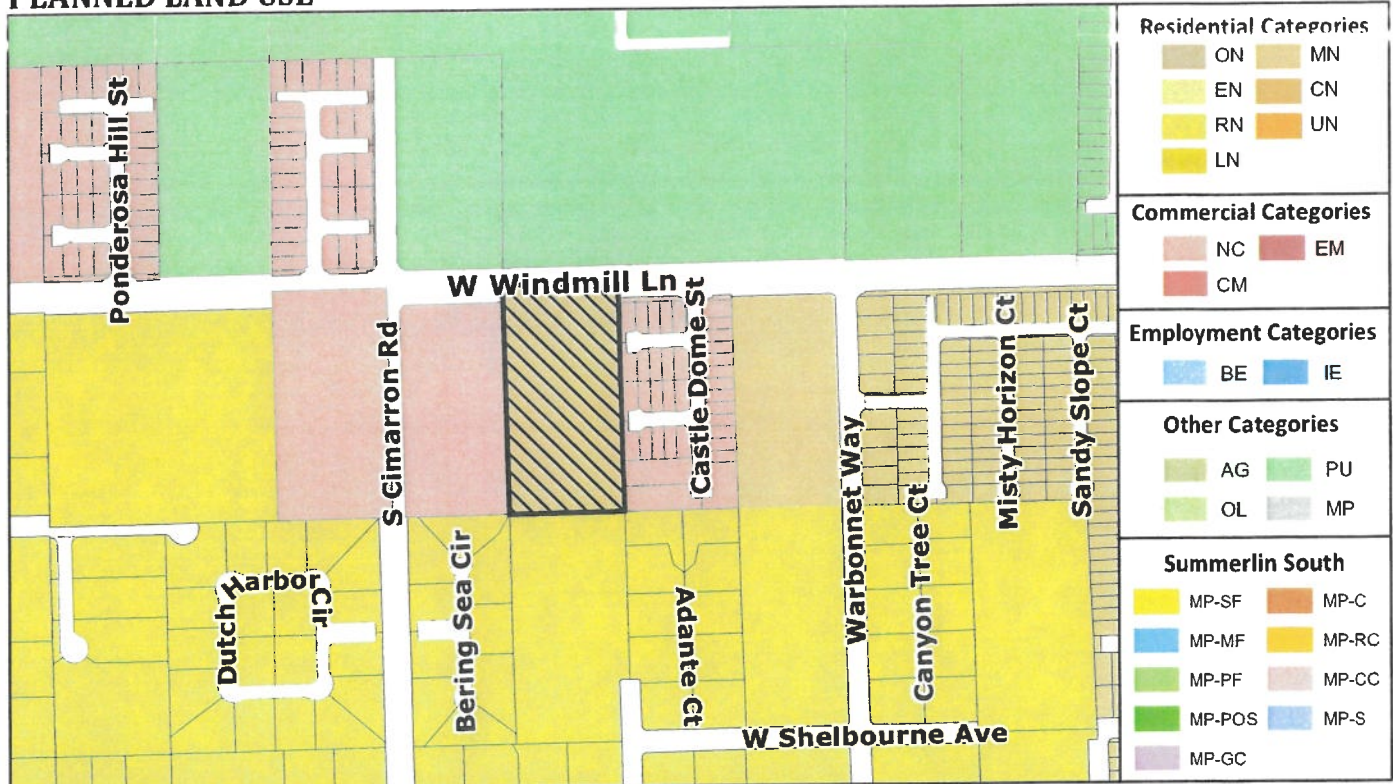 PLANNED LAND USE
Ponderosa Hill St
W Windmill Ln
S Cimarron Rd
Castle Dome St
Misty Horizon Ct
Sandy Slope Ct
Warbonnet Way
Canyon Tree Ct
Dutch Harbor Cir
Bering Sea Cir
Adante Ct
W Shelbourne Ave
Residential Categories
ON MN
EN CN
RN UN
LN
Commercial Categories
NC EM
CM
Employment Categories
BE IE
Other Categories
AG PU
OL MP
Summerlin South
MP-SF MP-C
MP-MF MP-RC
MP-PF MP-CC
MP-POS MP-S
MP-GC